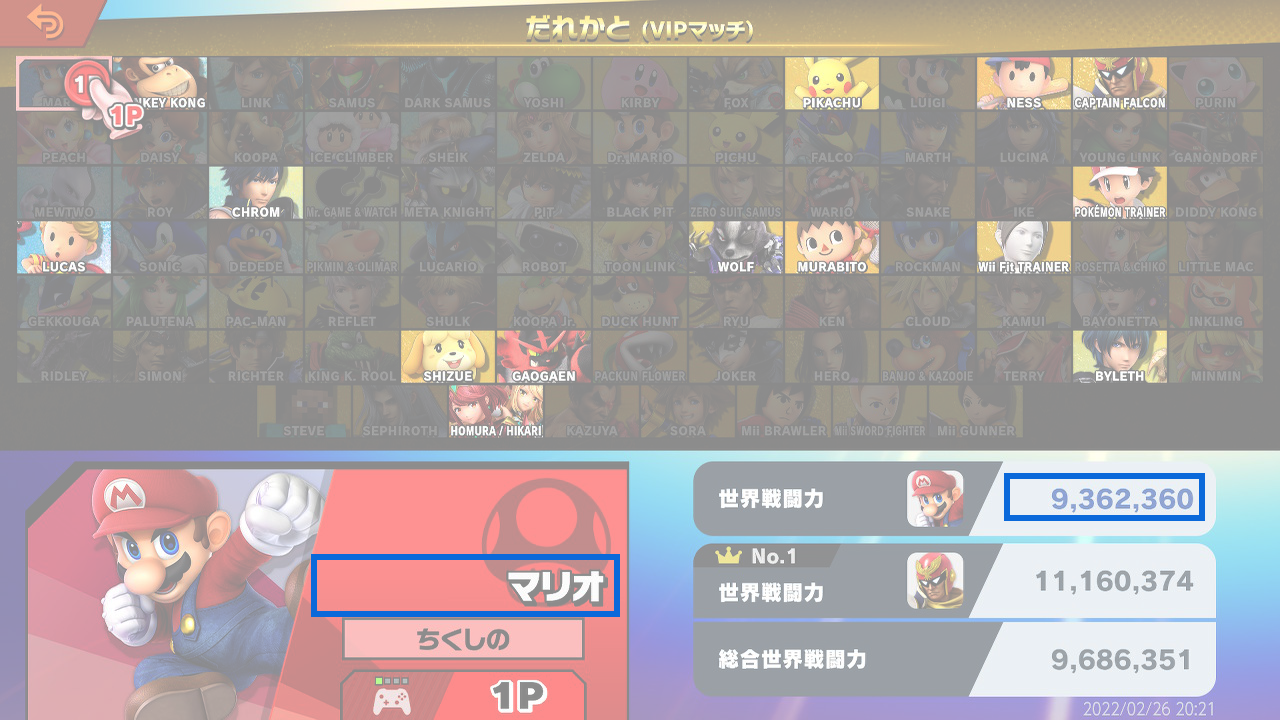 だれかと (VIPマッチ)
MAR
NKEY KONG
LINK
SAMUS
DARK SAMUS
YOSHI
KIRBY
FOX
PIKACHU
LUIGI
NESS
CAPTAIN FALCON
PURIN
1
1P
PEACH
DAISY
KOOPA
ICE CLIMBER
SHEIK
ZELDA
Dr. MARIO
PICHU
FALCO
MARTH
LUCINA
YOUNG LINK
GANONDORF
MEWTWO
ROY
CHROM
Mr. GAME & WATCH
META KNIGHT
PIT
BLACK PIT
ZERO SUIT SAMUS
WARIO
SNAKE
IKE
POKÉMON TRAINER
DIDDY KONG
LUCAS
SONIC
DEDEDE
PIKMIN & OLIMAR
LUCARIO
ROBOT
TOON LINK
WOLF
MURABITO
ROCKMAN
Wii Fit TRAINER
ROSETTA & CHIKO
LITTLE MAC
GEKKOUGA
PALUTENA
PAC-MAN
REFLET
SHULK
KOOPA Jr.
DUCK HUNT
RYU
KEN
CLOUD
KAMUI
BAYONETTA
INKLING
RIDLEY
SIMON
RICHTER
KING K. ROOL
SHIZUE
GAOGAEN
PACKUN FLOWER
JOKER
HERO
BANJO & KAZOOIE
TERRY
BYLETH
MINMIN
STEVE
SEPHIROTH
HOMURA / HIKARI
KAZUYA
SORA
Mii BRAWLER
Mii SWORD FIGHTER
Mii GUNNER
マリオ
ちくしの
1P
世界戦闘力
9,362,360
No.1
世界戦闘力
11,160,374
総合世界戦闘力
9,686,351
2022/02/26 20:21